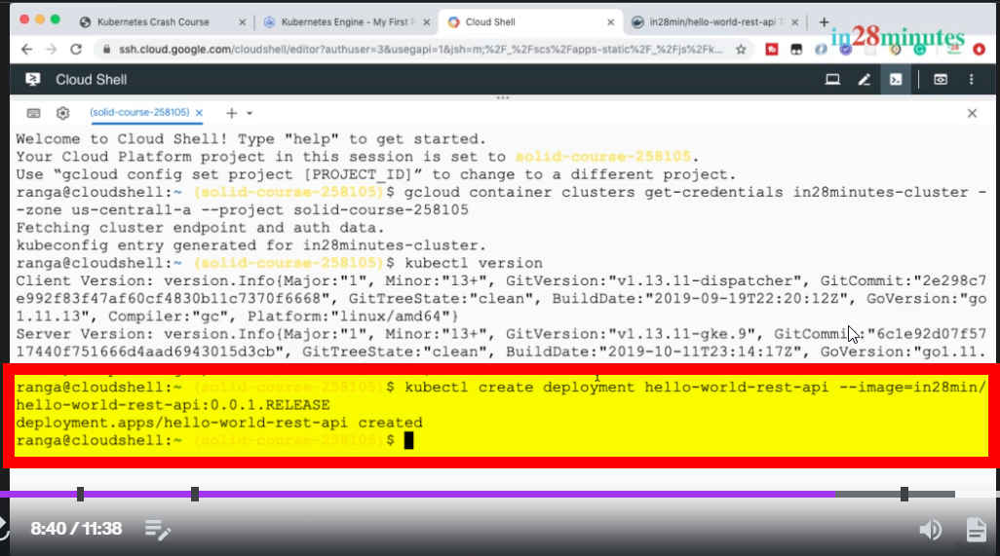 Kubernetes Crash Course
Kubernetes Engine - My First P
Cloud Shell
in28min/hello-world-rest-api T
in28minutes
ssh.cloud.google.com/cloudshell/editor?authuser=3&usegapi=1&jsh=m;%2F_%2Fscs%2Fapps-static%2F_%2Fjs%2Fk...
Cloud Shell
(solid-course-258105)
Welcome to Cloud Shell! Type "help" to get started.
Your Cloud Platform project in this session is set to solid-course-258105.
Use “gcloud config set project [PROJECT_ID]” to change to a different project.
ranga@cloudshell:~ (solid-course-258105)$ gcloud container clusters get-credentials in28minutes-cluster -
-zone us-central1-a --project solid-course-258105
Fetching cluster endpoint and auth data.
kubeconfig entry generated for in28minutes-cluster.
ranga@cloudshell:~ (solid-course-258105)$ kubectl version
Client Version: version.Info{Major:"1", Minor:"13+", GitVersion:"v1.13.11-dispatcher", GitCommit:"2e298c7
e992f83f47af60cf4830b11c7370f6668", GitTreeState:"clean", BuildDate:"2019-09-19T22:20:12Z", GoVersion:"go
1.11.13", Compiler:"gc", Platform:"linux/amd64"}
Server Version: version.Info{Major:"1", Minor:"13+", GitVersion:"v1.13.11-gke.9", GitCommit:"6c1e92d07f57
17440f751666d4aad6943015d3cb", GitTreeState:"clean", BuildDate:"2019-10-11T23:14:17Z", GoVersion:"go1.11.
ranga@cloudshell:~ (solid-course-258105)$ kubectl create deployment hello-world-rest-api --image=in28min/
hello-world-rest-api:0.0.1.RELEASE
deployment.apps/hello-world-rest-api created
ranga@cloudshell:~ (solid-course-258105)$
8:40 / 11:38